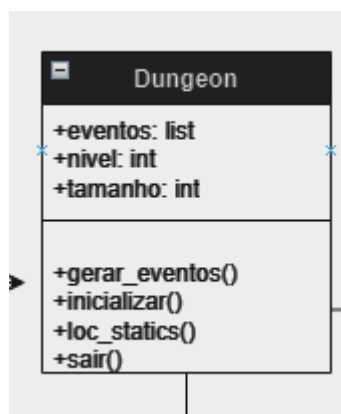 Dungeon
+eventos: list
+nivel: int
+tamanho: int
+gerar_eventos()
+inicializar()
+loc_statics()
+sair()